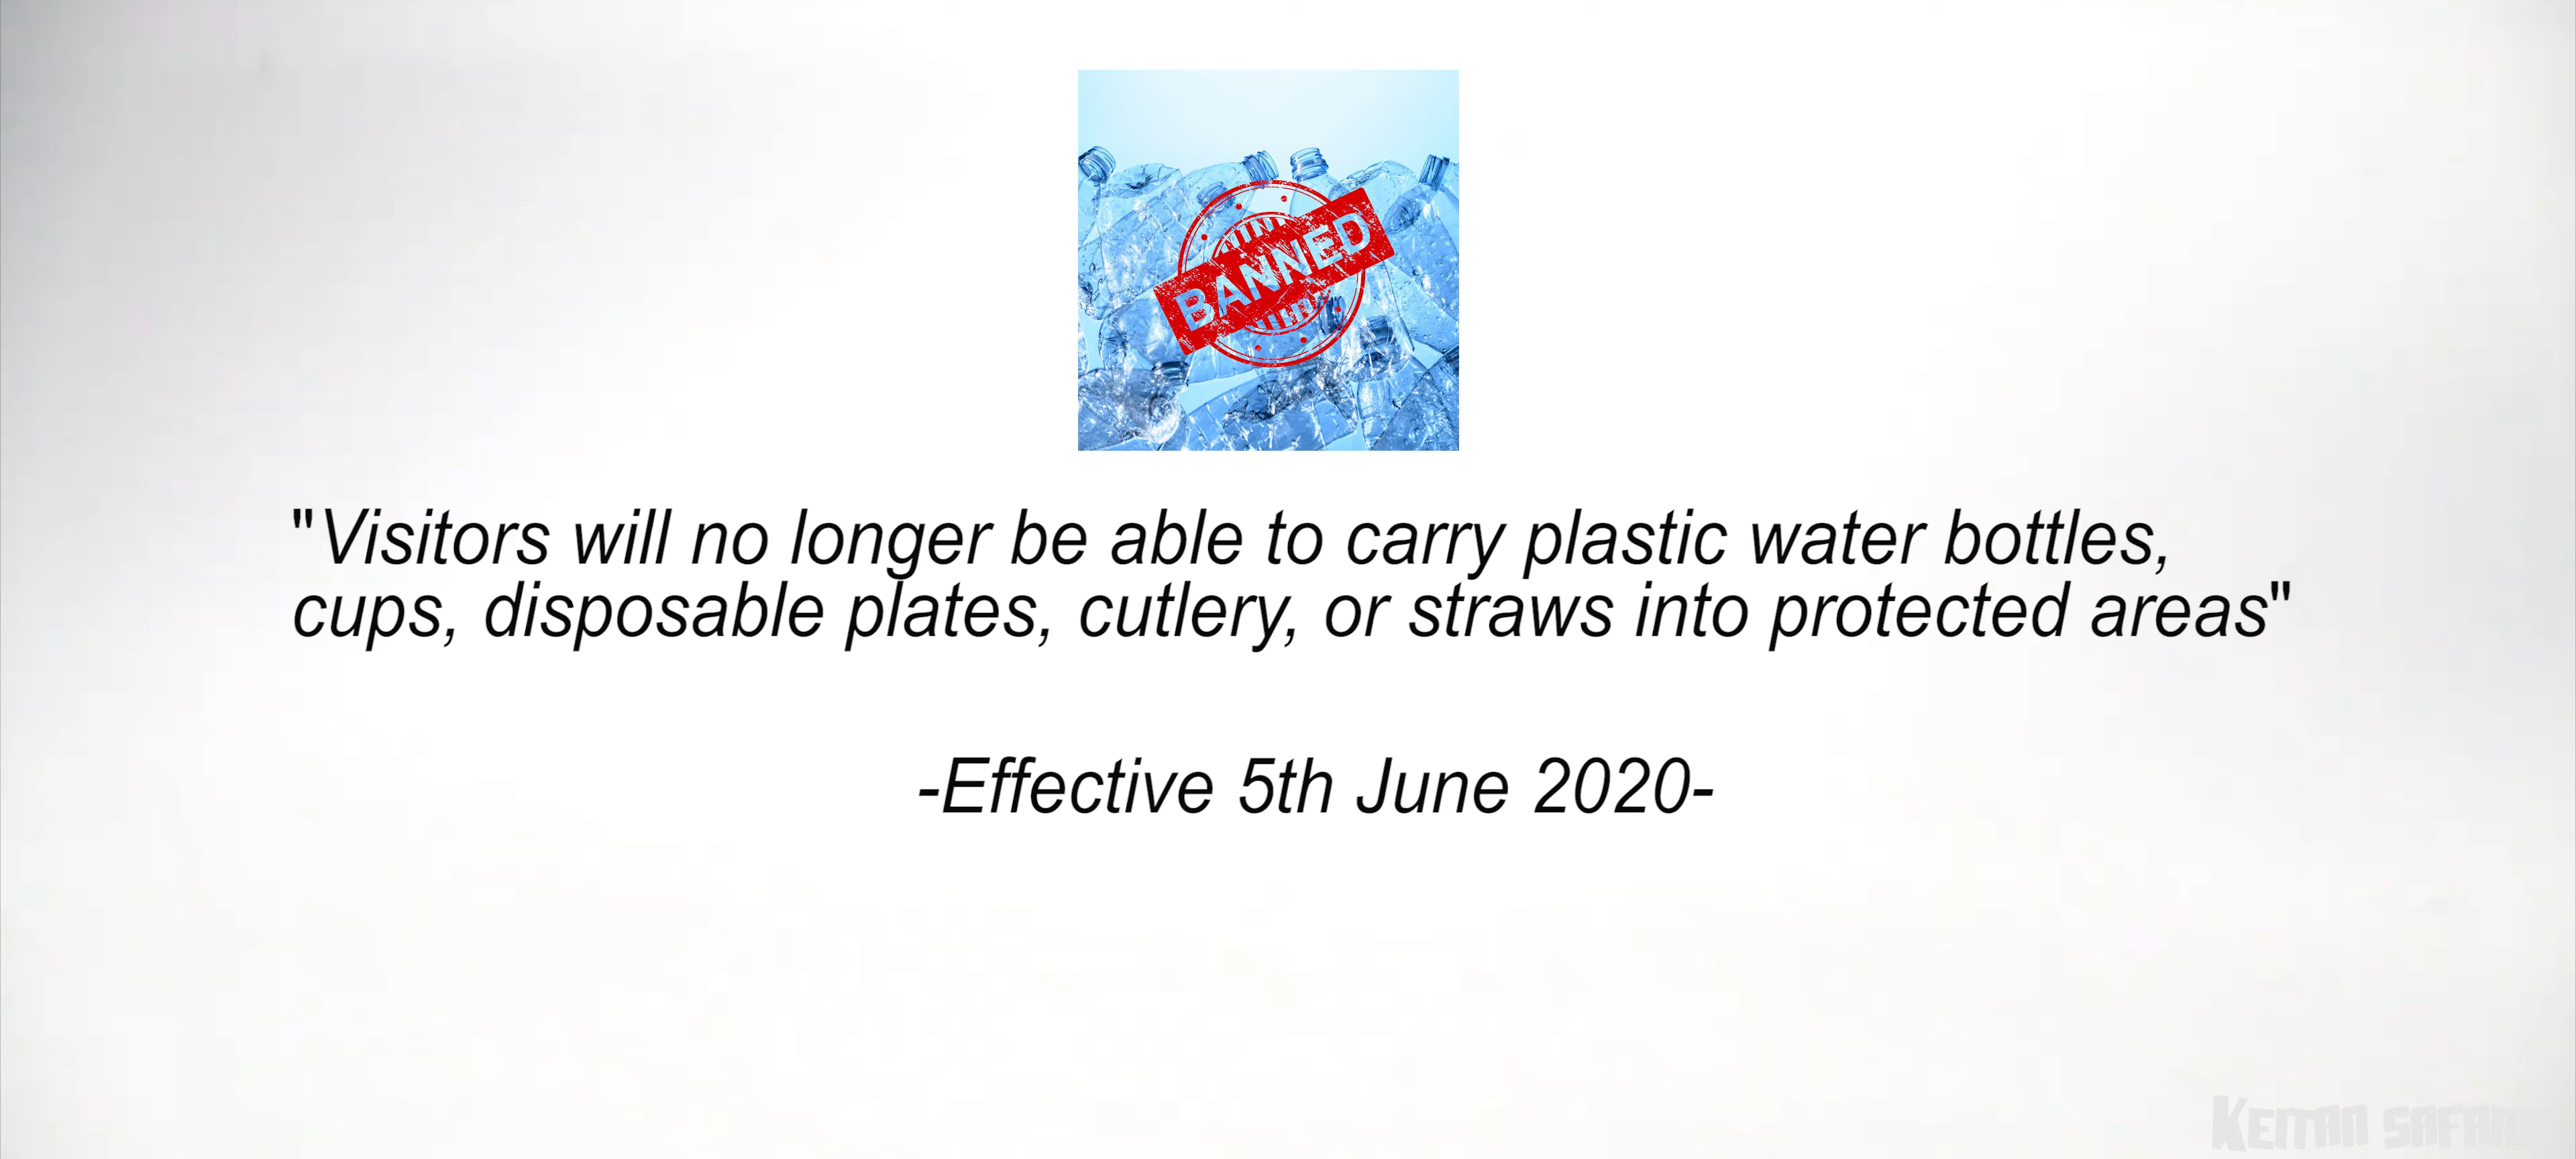 BANNED
"Visitors will no longer be able to carry plastic water bottles,
cups, disposable plates, cutlery, or straws into protected areas"
-Effective 5th June 2020-
KEITAN